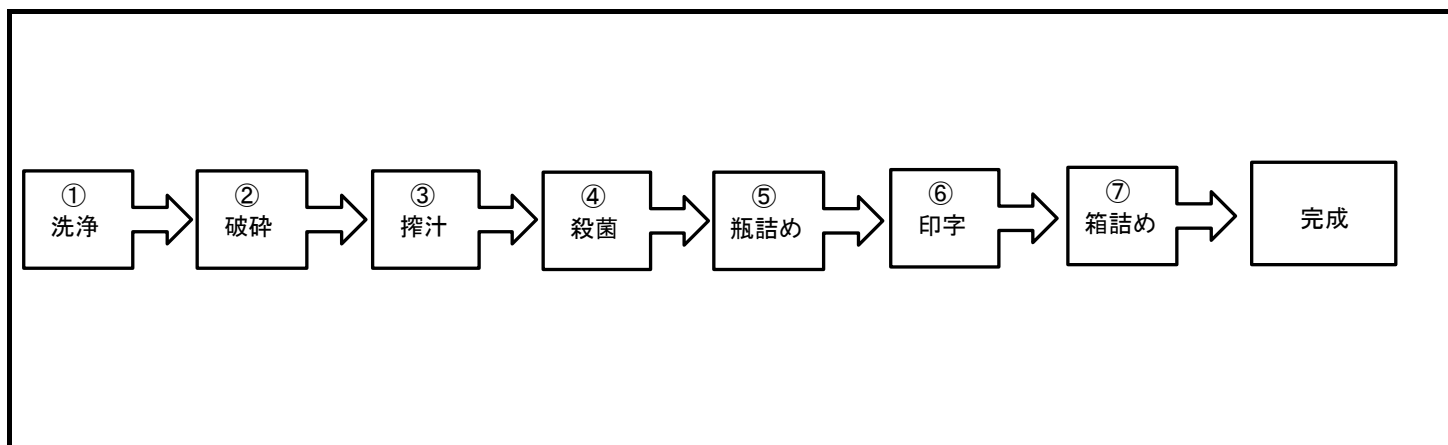 ①
洗浄
②
破砕
③
搾汁
④
殺菌
⑤
瓶詰め
⑥
印字
⑦
箱詰め
完成